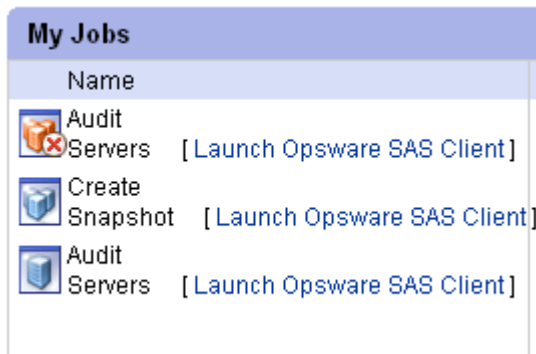 My Jobs
Name
Audit
Servers [ Launch Opsware SAS Client ]
Create
Snapshot [ Launch Opsware SAS Client ]
Audit
Servers [ Launch Opsware SAS Client ]